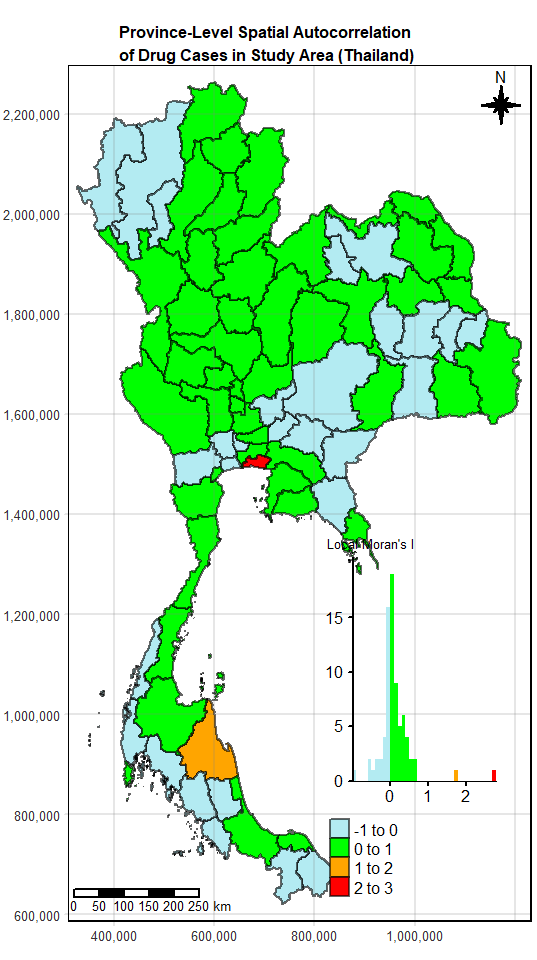 Province-Level Spatial Autocorrelation
of Drug Cases in Study Area (Thailand)
N
2,200,000
2,000,000
1,800,000
1,600,000
1,400,000
1,200,000
1,000,000
800,000
600,000
Local Moran's I
15
10
5
0
0 1 2
-1 to 0
0 to 1
1 to 2
2 to 3
0 50 100 150 200 250 km
400,000 600,000 800,000 1,000,000